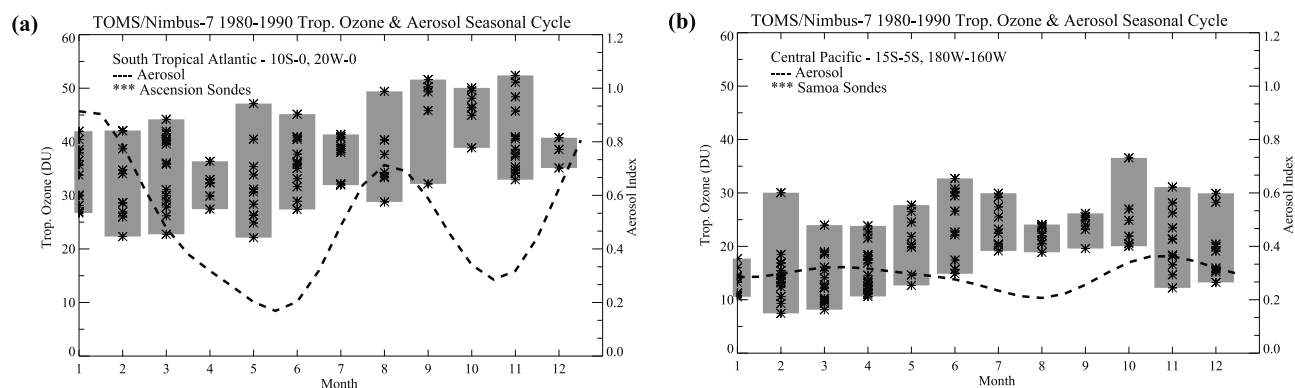 (a)
TOMS/Nimbus-7 1980-1990 Trop. Ozone & Aerosol Seasonal Cycle
60
50
40
30
20
10
0
Trop. Ozone (DU)
South Tropical Atlantic - 10S-0, 20W-0
Aerosol
*** Ascension Sondes
1.2
1.0
0.8
0.6
0.4
0.2
0.0
Aerosol Index
1 2 3 4 5 6 7 8 9 10 11 12
Month
(b)
TOMS/Nimbus-7 1980-1990 Trop. Ozone & Aerosol Seasonal Cycle
60
50
40
30
20
10
0
Trop. Ozone (DU)
Central Pacific - 15S-5S, 180W-160W
Aerosol
*** Samoa Sondes
1.2
1.0
0.8
0.6
0.4
0.2
0.0
Aerosol Index
1 2 3 4 5 6 7 8 9 10 11 12
Month